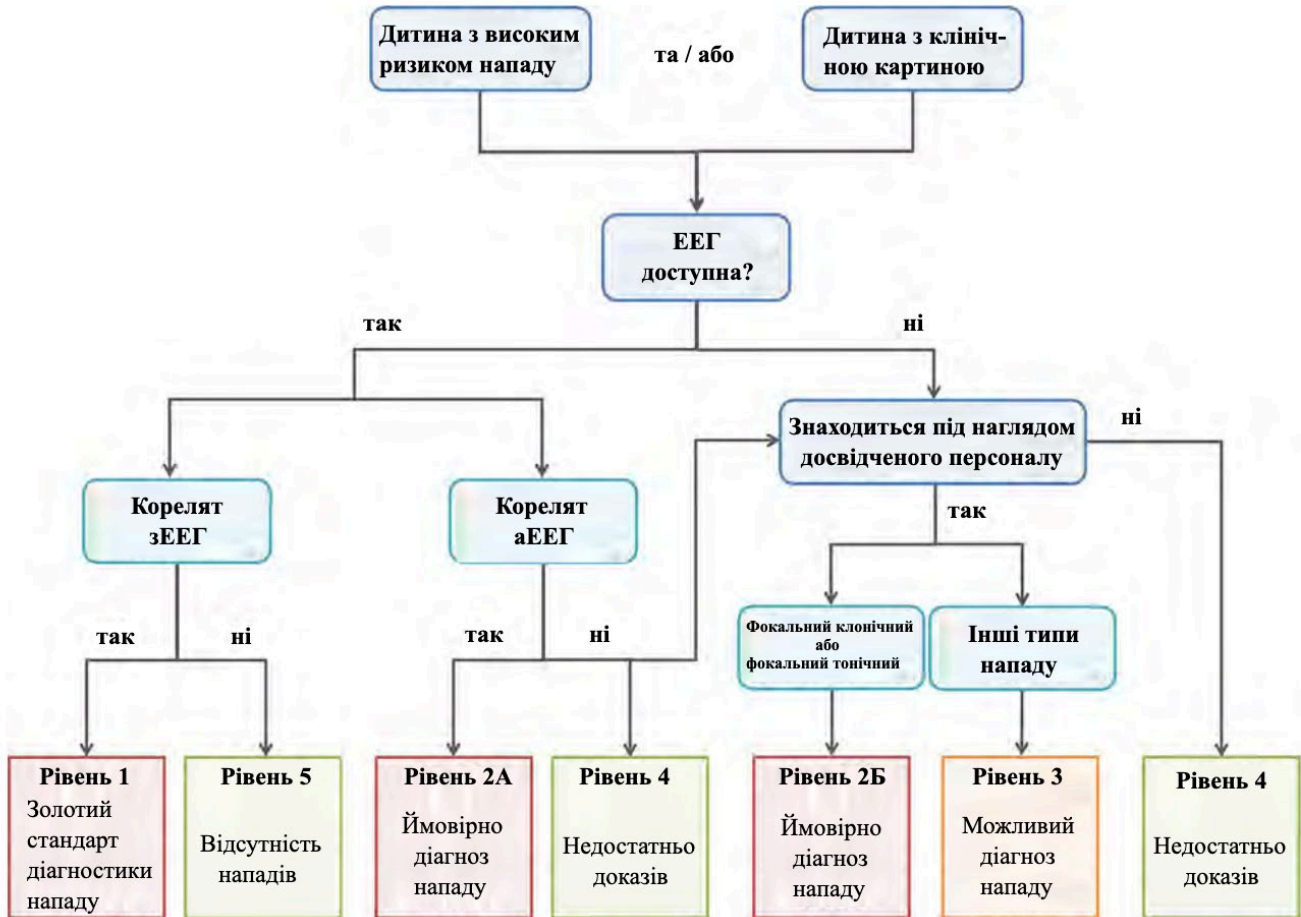 Дитина з високим
ризиком нападу
та / або
Дитина з клініч-
ною картиною
ЕЕГ
доступна?
так
ні
Знаходиться під наглядом
досвідченого персоналу
ні
так
Корелят
зЕЕГ
Корелят
аЕЕГ
так
ні
так
ні
Фокальний клонічний
або
фокальний тонічний
Інші типи
нападу
Рівень 1
Золотий
стандарт
діагностики
нападу
Рівень 5
Відсутність
нападів
Рівень 2А
Ймовірно
діагноз
нападу
Рівень 4
Недостатньо
доказів
Рівень 2Б
Ймовірно
діагноз
нападу
Рівень 3
Можливий
діагноз
нападу
Рівень 4
Недостатньо
доказів